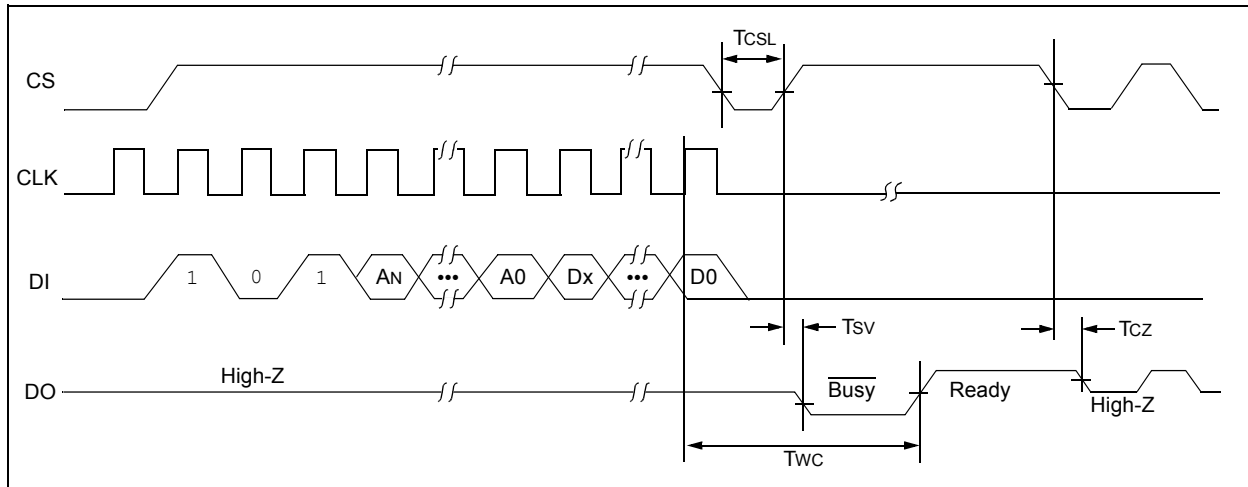 TCSL
CS
CLK
DI
1 0 1 AN ••• A0 Dx ••• D0
TSV
TCZ
High-Z
DO
Busy
Ready
High-Z
TWC